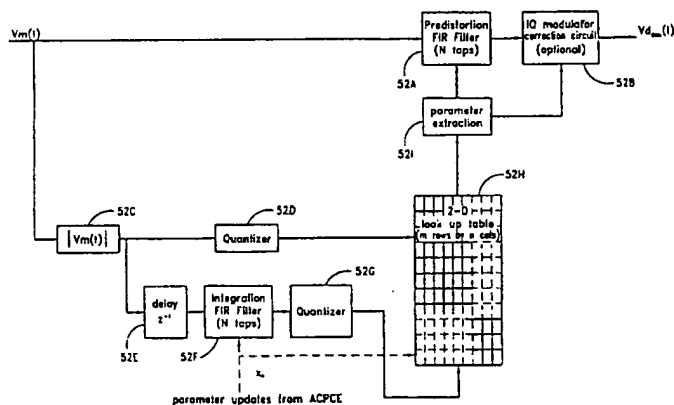 Vm(t)
Predistortion
FIR Filter
(N taps)
52A
IQ modulator
correction circuit
(optional)
52B
parameter
extraction
52I
52H
2-D
look up table
(m rows by n cols)
52C
|Vm(t)|
52D
Quantizer
52G
delay
52E
Integration
FIR Filter
(N taps)
52F
Quantizer
parameter updates from ACPCE